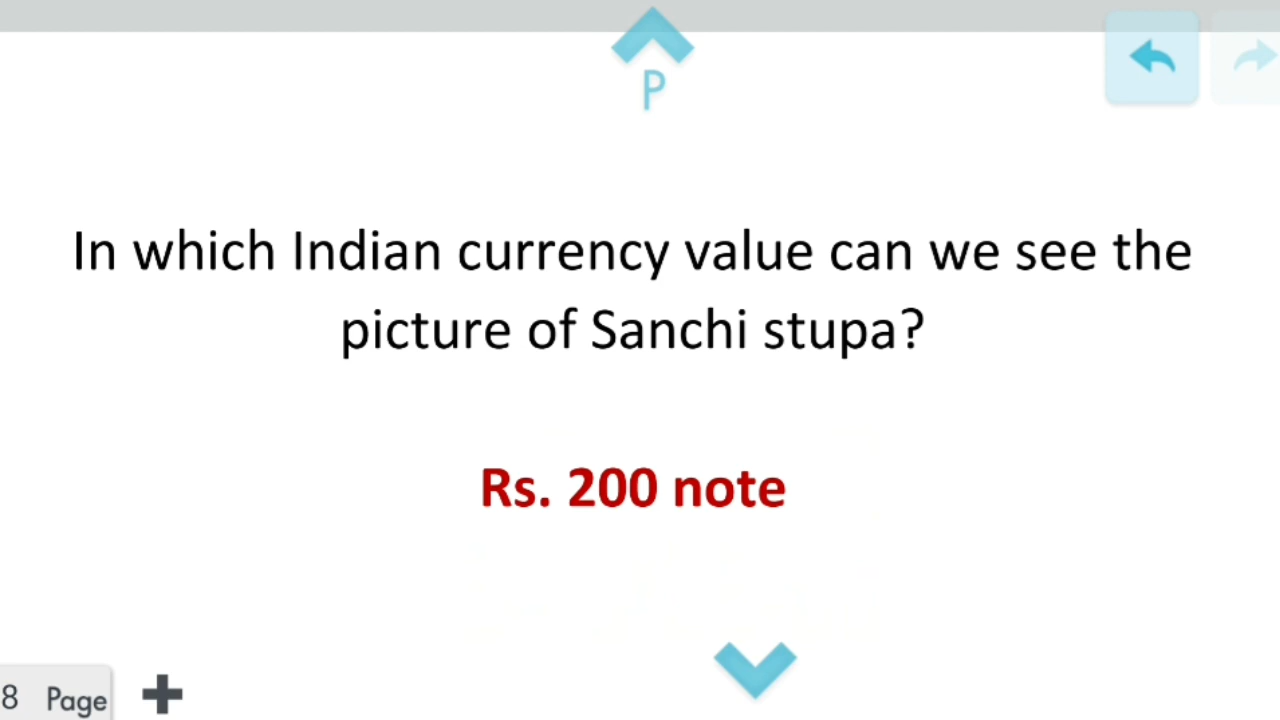 P
In which Indian currency value can we see the
picture of Sanchi stupa?
Rs. 200 note
8 Page